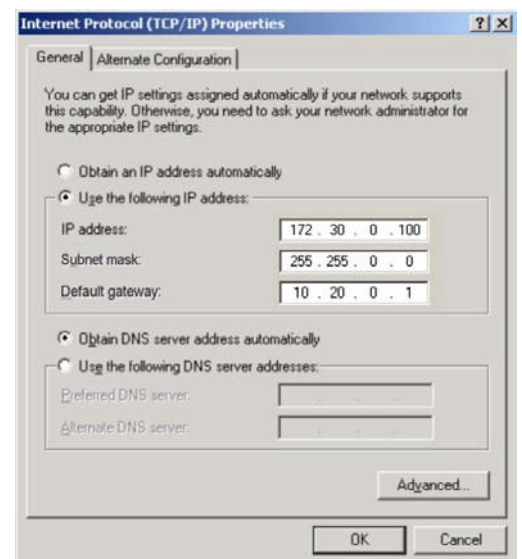 Internet Protocol (TCP/IP) Properties
General
Alternate Configuration
You can get IP settings assigned automatically if your network supports
this capability. Otherwise, you need to ask your network administrator for
the appropriate IP settings.
Obtain an IP address automatically
Use the following IP address:
IP address: 172 . 30 . 0 . 100
Subnet mask: 255 . 255 . 0 . 0
Default gateway: 10 . 20 . 0 . 1
Obtain DNS server address automatically
Use the following DNS server addresses:
Preferred DNS server: . . .
Alternate DNS server: . . .
Advanced...
OK
Cancel